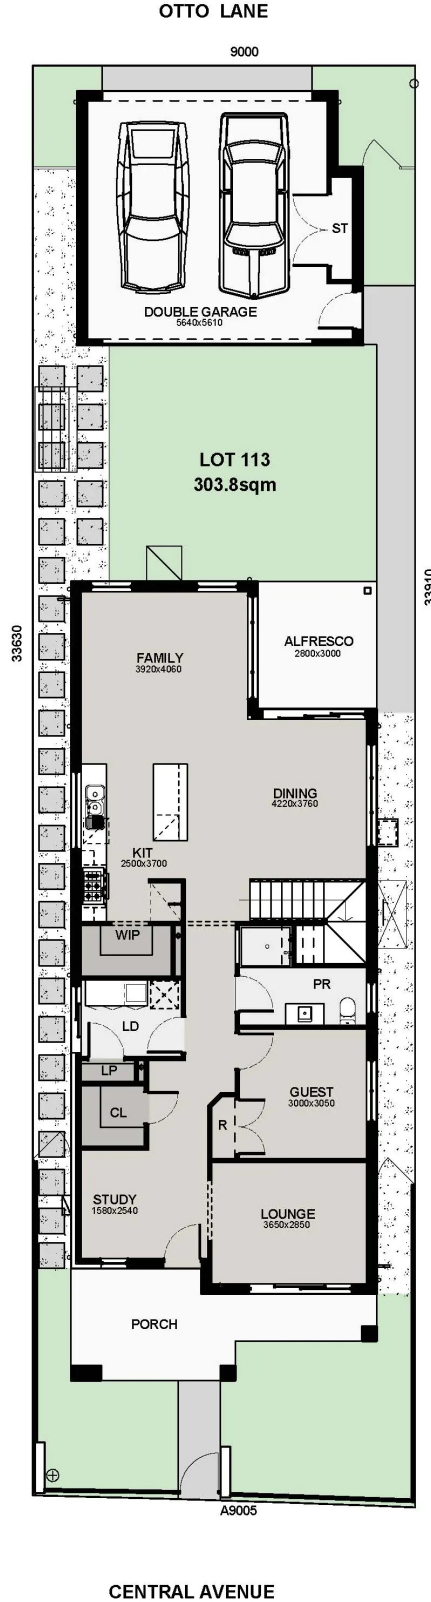 OTTO LANE
9000
ST
DOUBLE GARAGE
5640x5610
LOT 113
303.8sqm
33910
33630
ALFRESCO
2800x3000
FAMILY
3920x4060
DINING
4220x3760
KIT
2500x3700
WIP
PR
LD
LP
GUEST
3000x3050
CL
R
STUDY
1580x2540
LOUNGE
3650x2850
PORCH
A9005
CENTRAL AVENUE